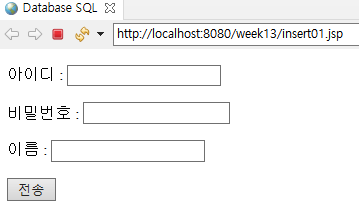 Database SQL
http://localhost:8080/week13/insert01.jsp
아이디 :
비밀번호 :
이름 :
전송